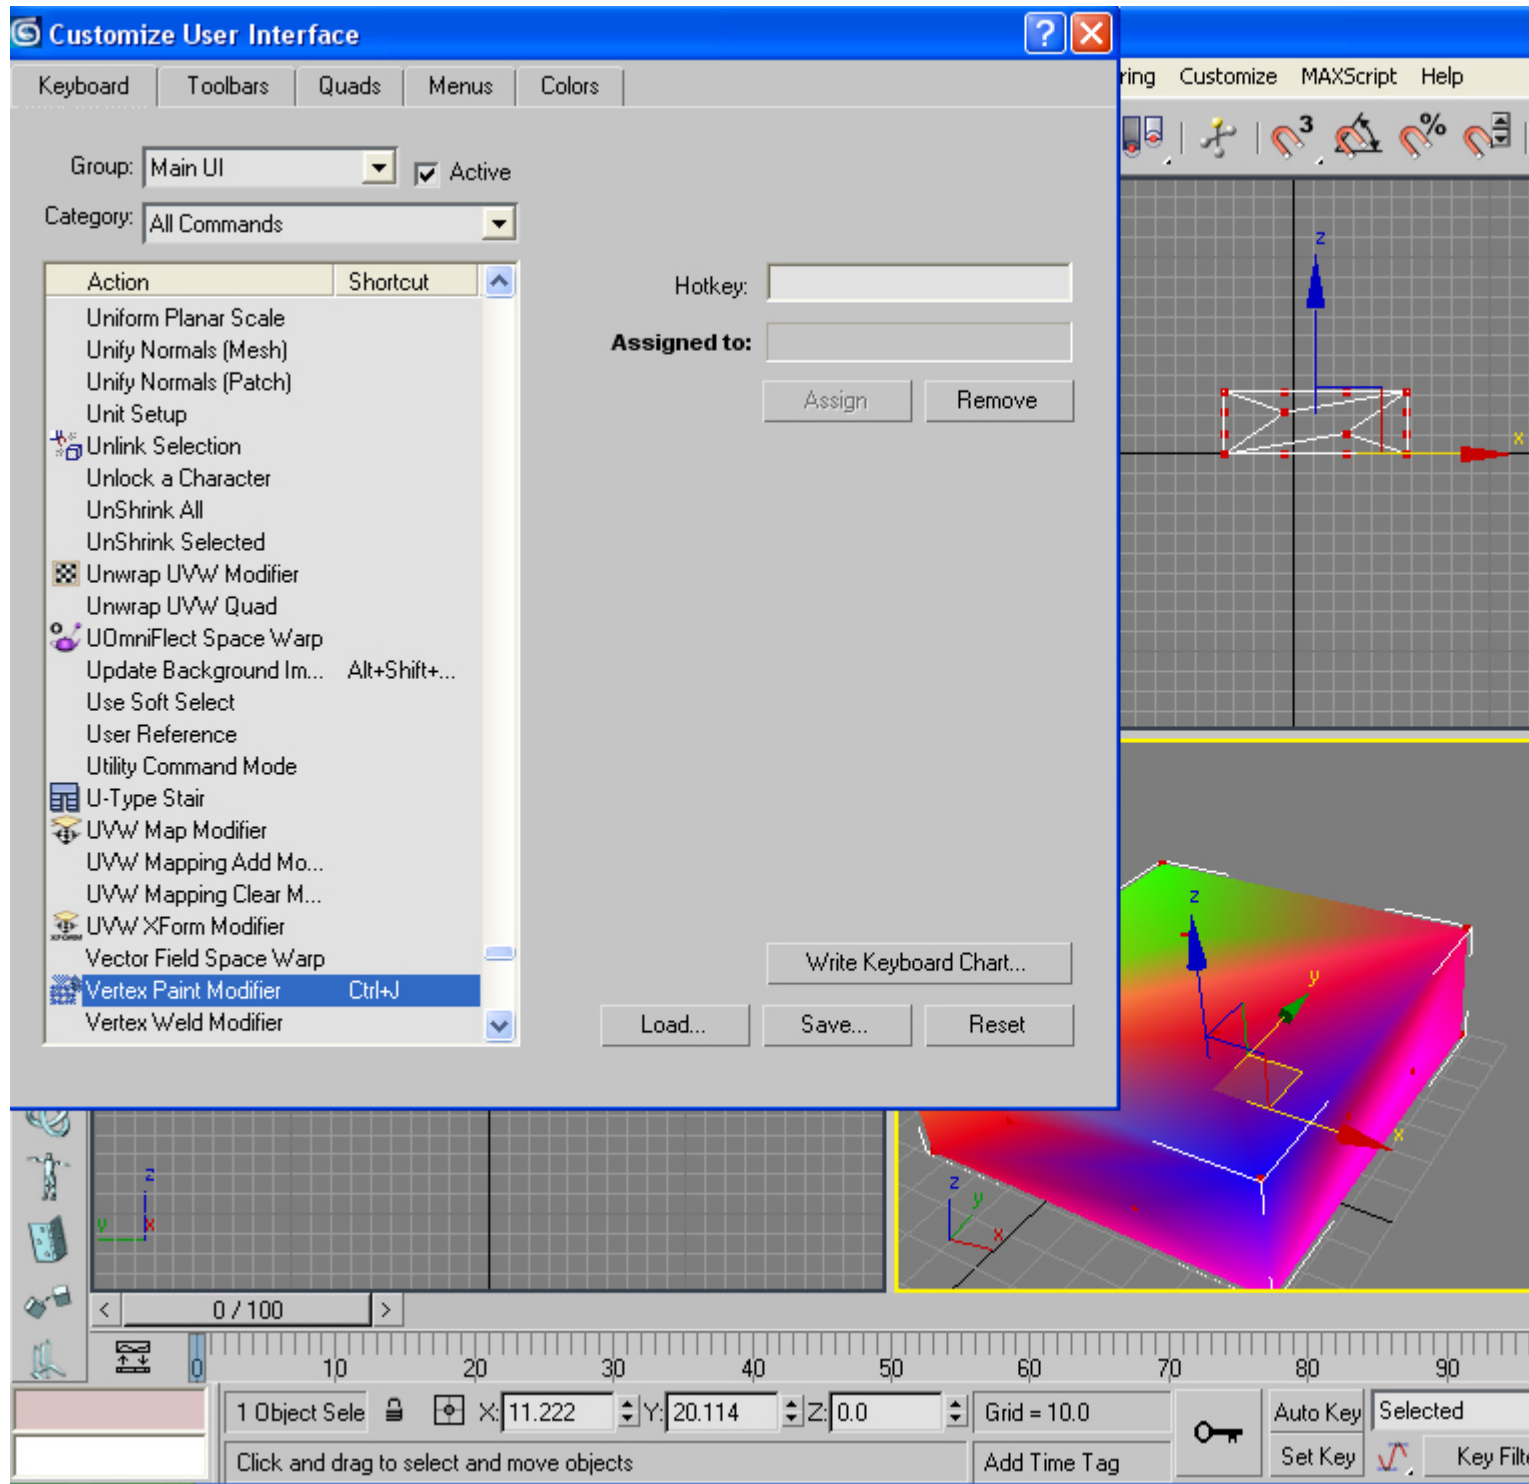 Customize User Interface
Keyboard Toolbars Quads Menus Colors
ring Customize MAXScript Help
Group: Main UI Active
Category: All Commands
Action Shortcut
Uniform Planar Scale
Unify Normals (Mesh)
Unify Normals (Patch)
Unit Setup
Unlink Selection
Unlock a Character
UnShrink All
UnShrink Selected
Unwrap UVW Modifier
Unwrap UVW Quad
UOmniFlect Space Warp
Update Background Im... Alt+Shift+...
Use Soft Select
User Reference
Utility Command Mode
U-Type Stair
UVW Map Modifier
UVW Mapping Add Mo...
UVW Mapping Clear M...
UVW XForm Modifier
Vector Field Space Warp
Vertex Paint Modifier Ctrl+J
Vertex Weld Modifier
Hotkey:
Assigned to:
Assign Remove
Write Keyboard Chart...
Load... Save... Reset
3 %
z
x
z
y
x
z
y
x
z
y x
< 0 / 100 >
0 10 20 30 40 50 60 70 80 90
1 Object Sele X: 11.222 Y: 20.114 Z: 0.0 Grid = 10.0 Auto Key Selected
Click and drag to select and move objects Add Time Tag Set Key Key Filte